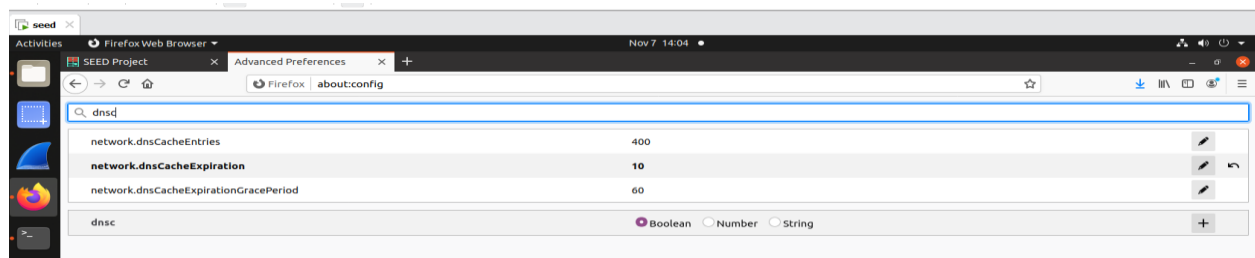 seed
Activities Firefox Web Browser Nov 7 14:04
SEED Project Advanced Preferences
Firefox about:config
dnsc
network.dnsCacheEntries 400
network.dnsCacheExpiration 10
network.dnsCacheExpirationGracePeriod 60
dnsc Boolean Number String